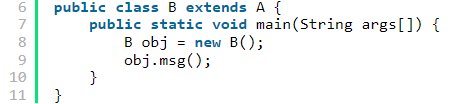 6 public class B extends A {
7     public static void main(String args[]) {
8         B obj = new B();
9         obj.msg();
10     }
11 }